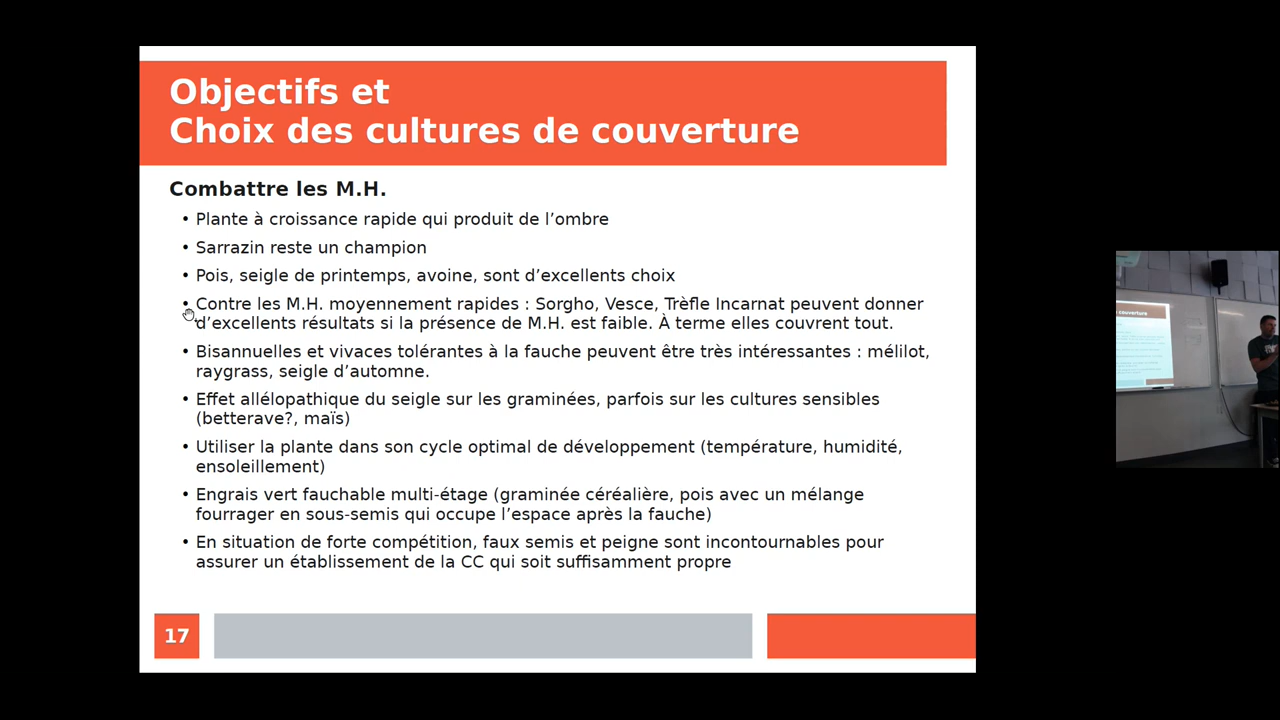 Objectifs et
Choix des cultures de couverture
Combattre les M.H.
• Plante à croissance rapide qui produit de l’ombre
• Sarrazin reste un champion
• Pois, seigle de printemps, avoine, sont d’excellents choix
• Contre les M.H. moyennement rapides : Sorgho, Vesce, Trèfle Incarnat peuvent donner
d’excellents résultats si la présence de M.H. est faible. À terme elles couvrent tout.
• Bisannuelles et vivaces tolérantes à la fauche peuvent être très intéressantes : mélilot,
raygrass, seigle d’automne.
• Effet allélopathique du seigle sur les graminées, parfois sur les cultures sensibles
(betterave?, maïs)
• Utiliser la plante dans son cycle optimal de développement (température, humidité,
ensoleillement)
• Engrais vert fauchable multi-étage (graminée céréalière, pois avec un mélange
fourrager en sous-semis qui occupe l’espace après la fauche)
• En situation de forte compétition, faux semis et peigne sont incontournables pour
assurer un établissement de la CC qui soit suffisamment propre
17
couverture